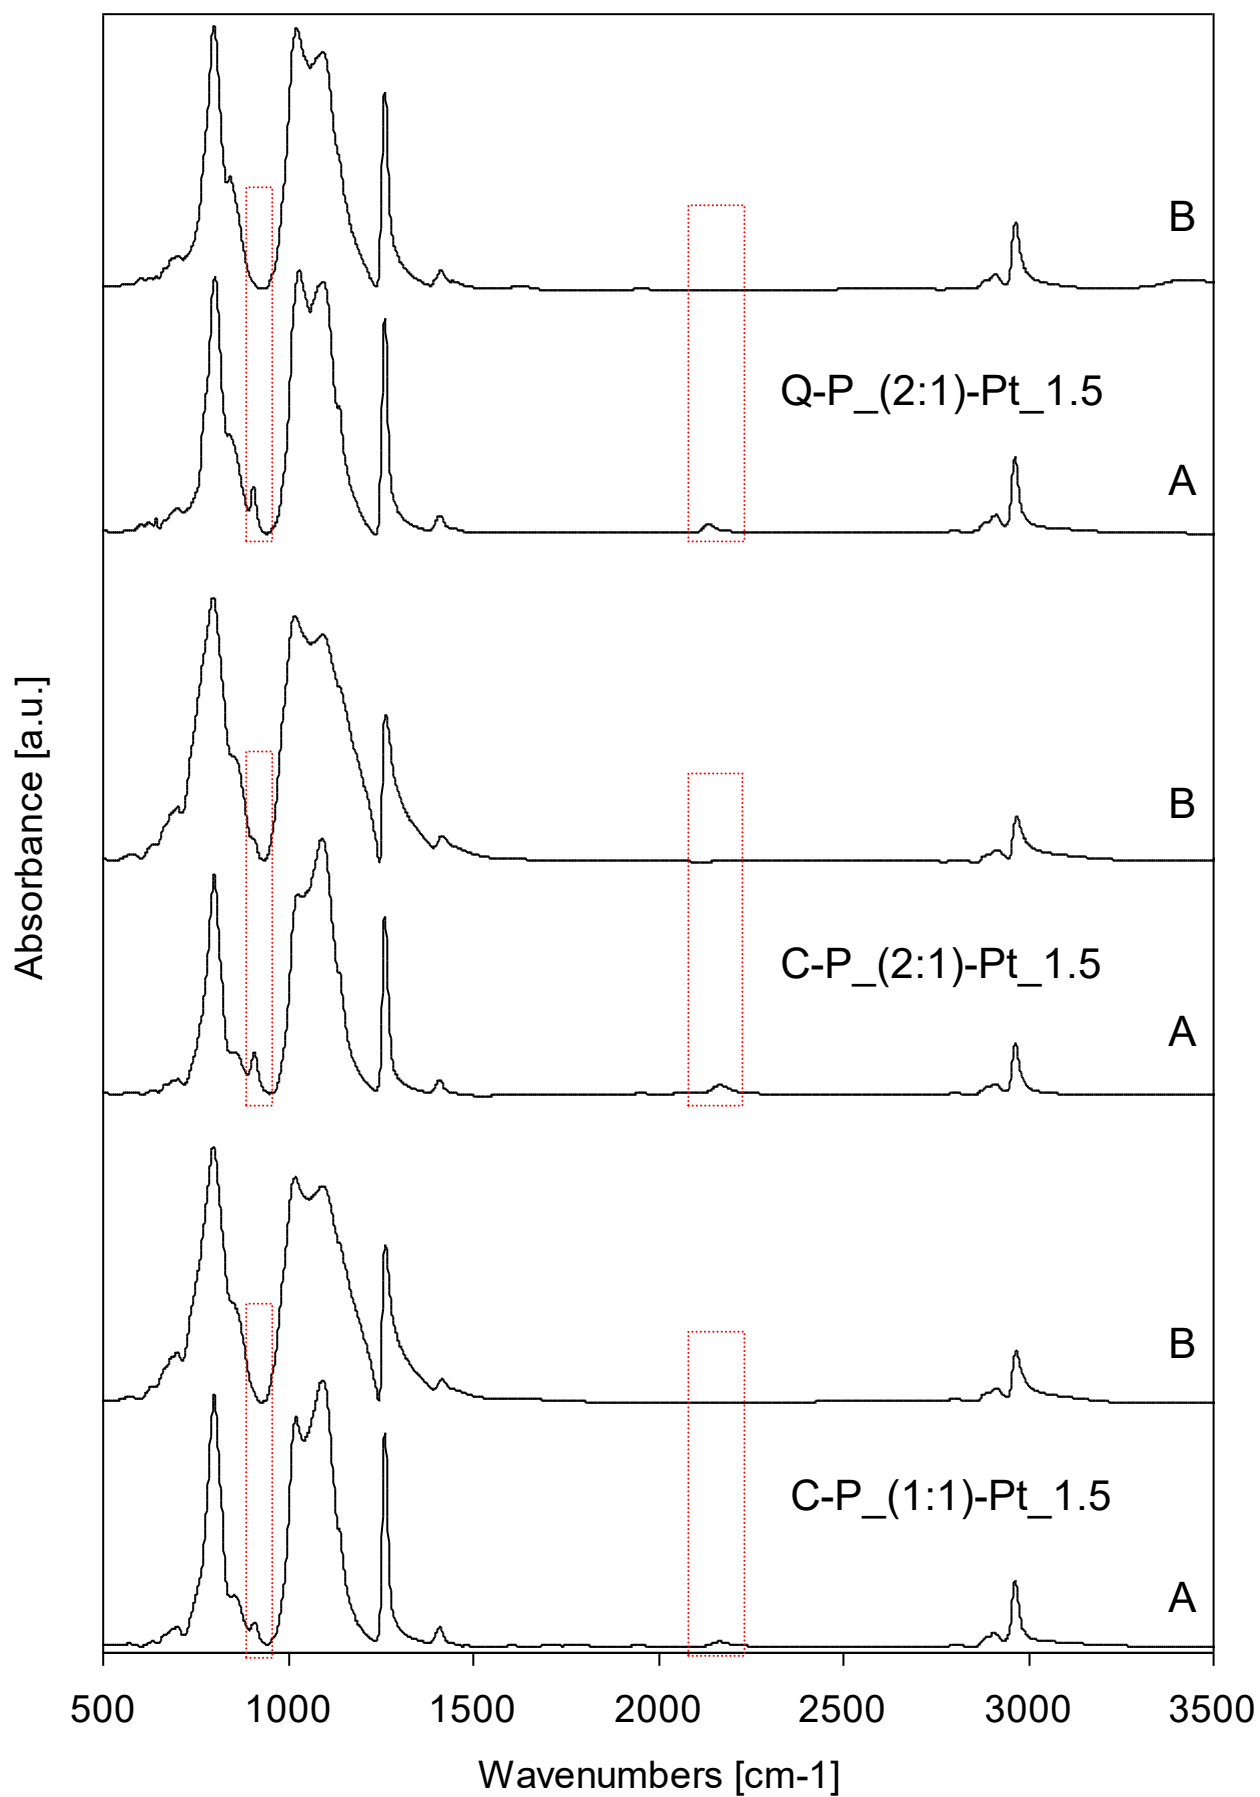 B
Q-P_(2:1)-Pt_1.5
A
B
C-P_(2:1)-Pt_1.5
A
B
C-P_(1:1)-Pt_1.5
A
Absorbance [a.u.]
500 1000 1500 2000 2500 3000 3500
Wavenumbers [cm-1]